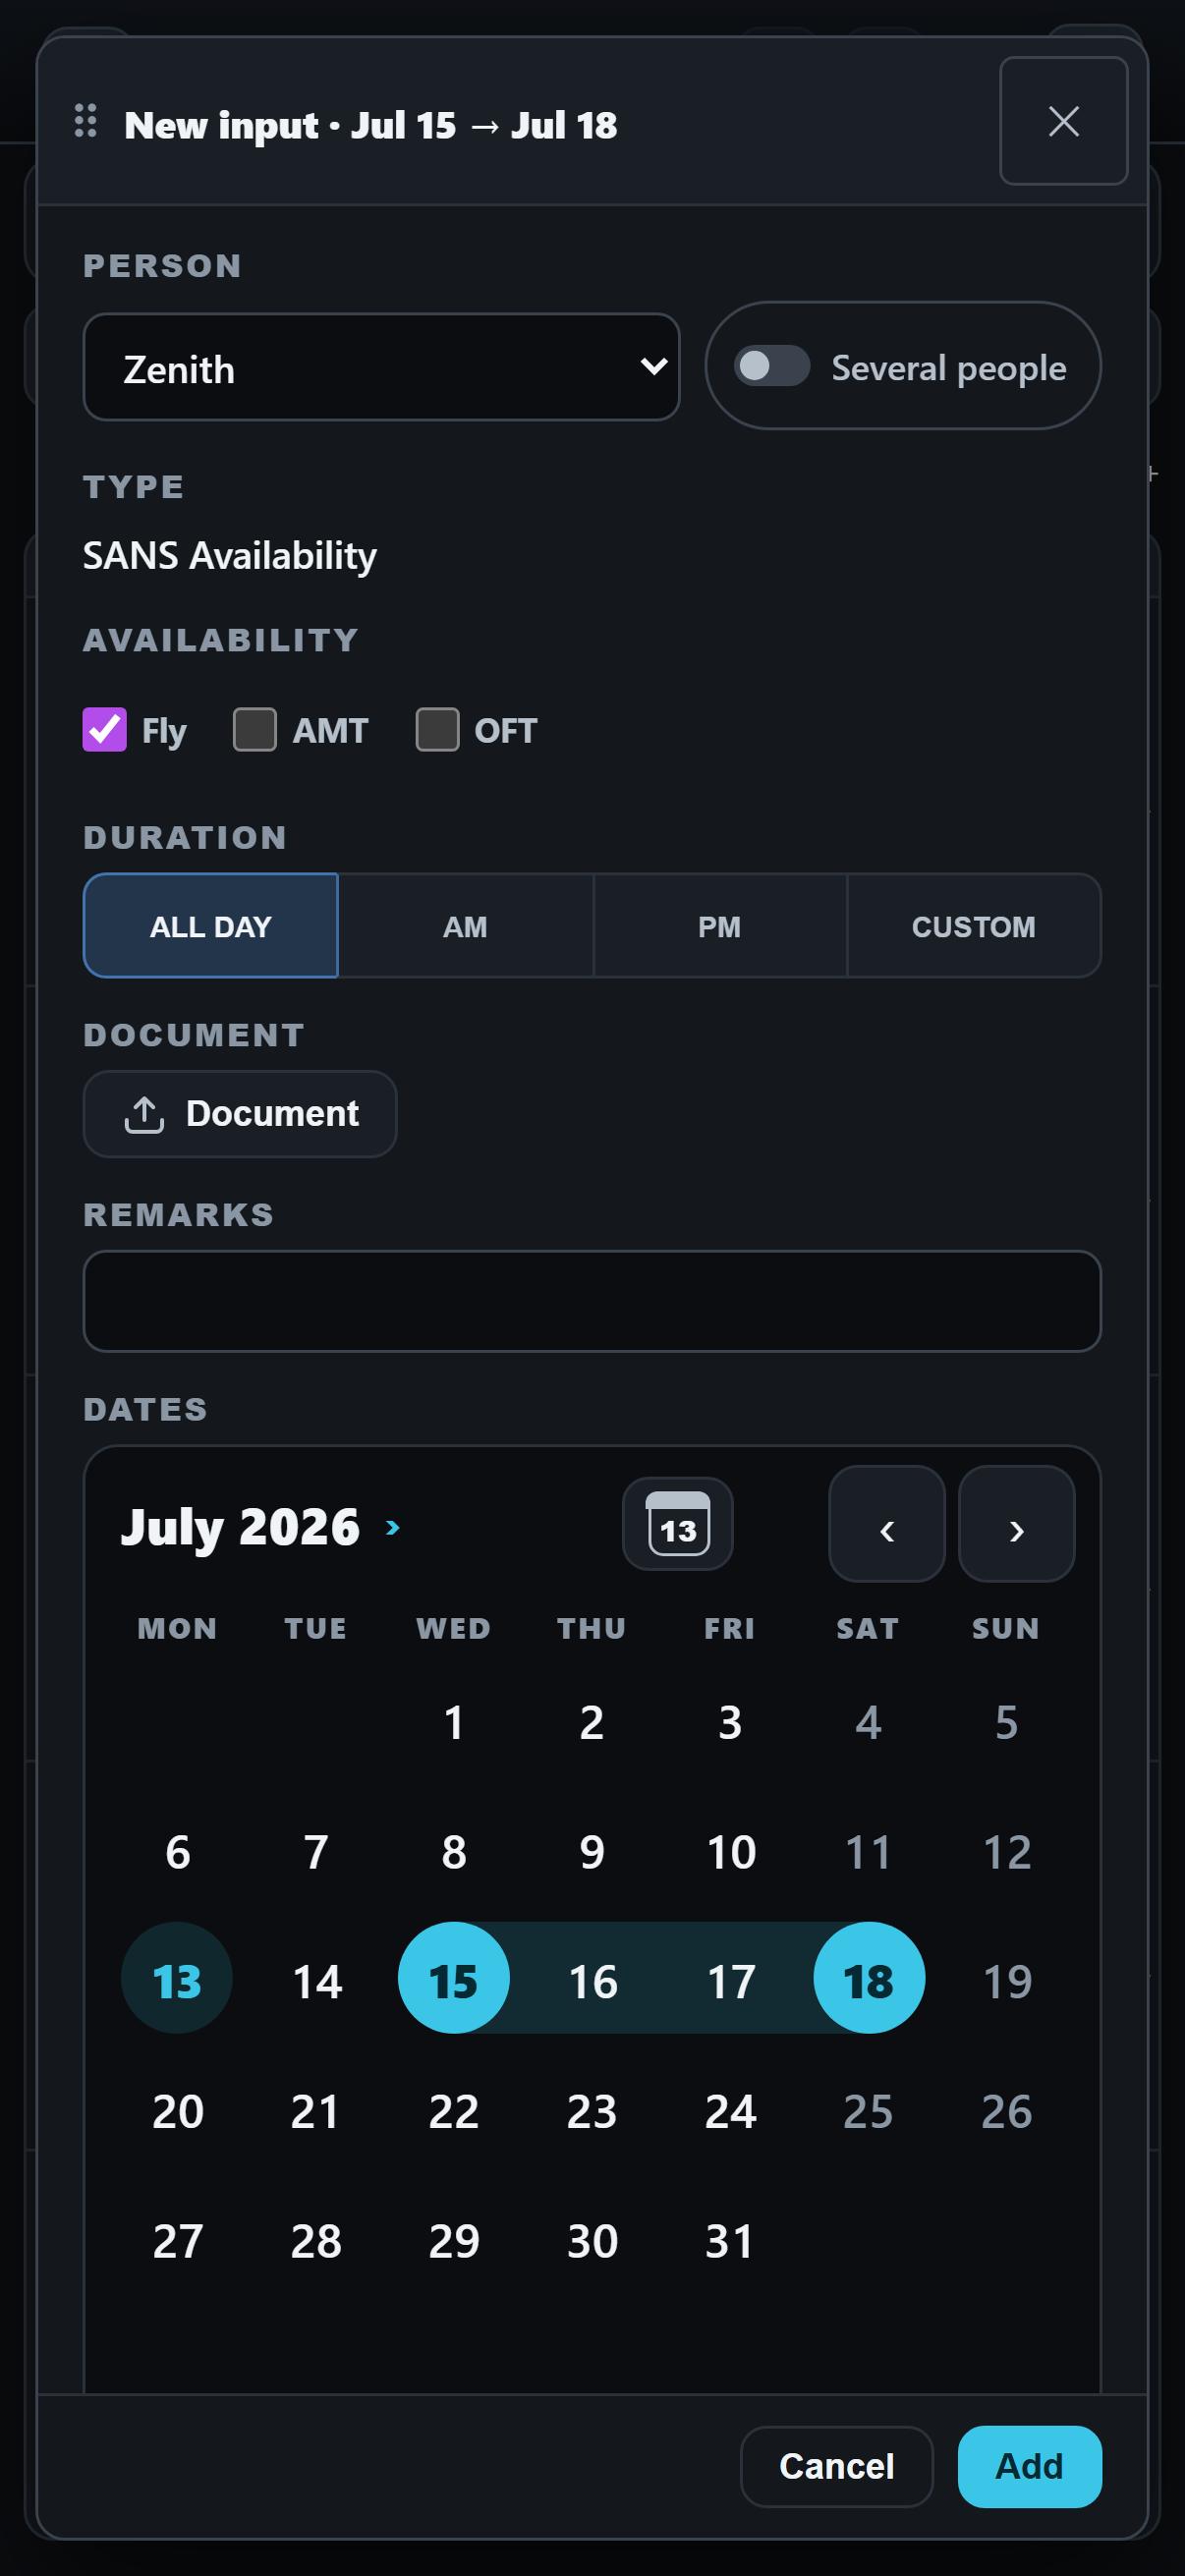 New input · Jul 15 → Jul 18
PERSON
Zenith
Several people
TYPE
SANS Availability
AVAILABILITY
Fly AMT OFT
DURATION
ALL DAY AM PM CUSTOM
DOCUMENT
Document
REMARKS
DATES
July 2026 › 13 ‹ ›
MON TUE WED THU FRI SAT SUN
1 2 3 4 5
6 7 8 9 10 11 12
13 14 15 16 17 18 19
20 21 22 23 24 25 26
27 28 29 30 31
Cancel Add